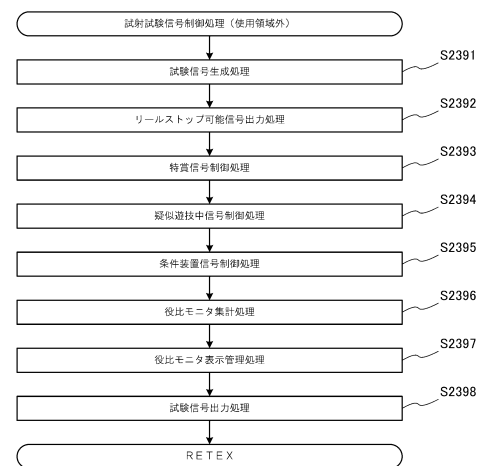 試射試験信号制御処理（使用領域外）
試験信号生成処理
S2391
リールストップ可能信号出力処理
S2392
特賞信号制御処理
S2393
疑似遊技中信号制御処理
S2394
条件装置信号制御処理
S2395
役比モニタ集計処理
S2396
役比モニタ表示管理処理
S2397
試験信号出力処理
S2398
ＲＥＴＥＸ